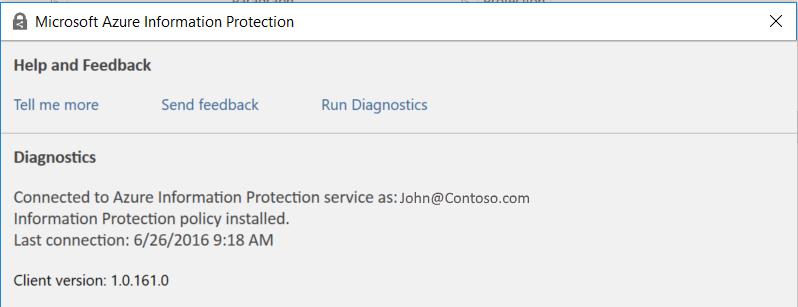 Microsoft Azure Information Protection
Help and Feedback
Tell me more Send feedback Run Diagnostics
Diagnostics
Connected to Azure Information Protection service as: John@Contoso.com
Information Protection policy installed.
Last connection: 6/26/2016 9:18 AM
Client version: 1.0.161.0